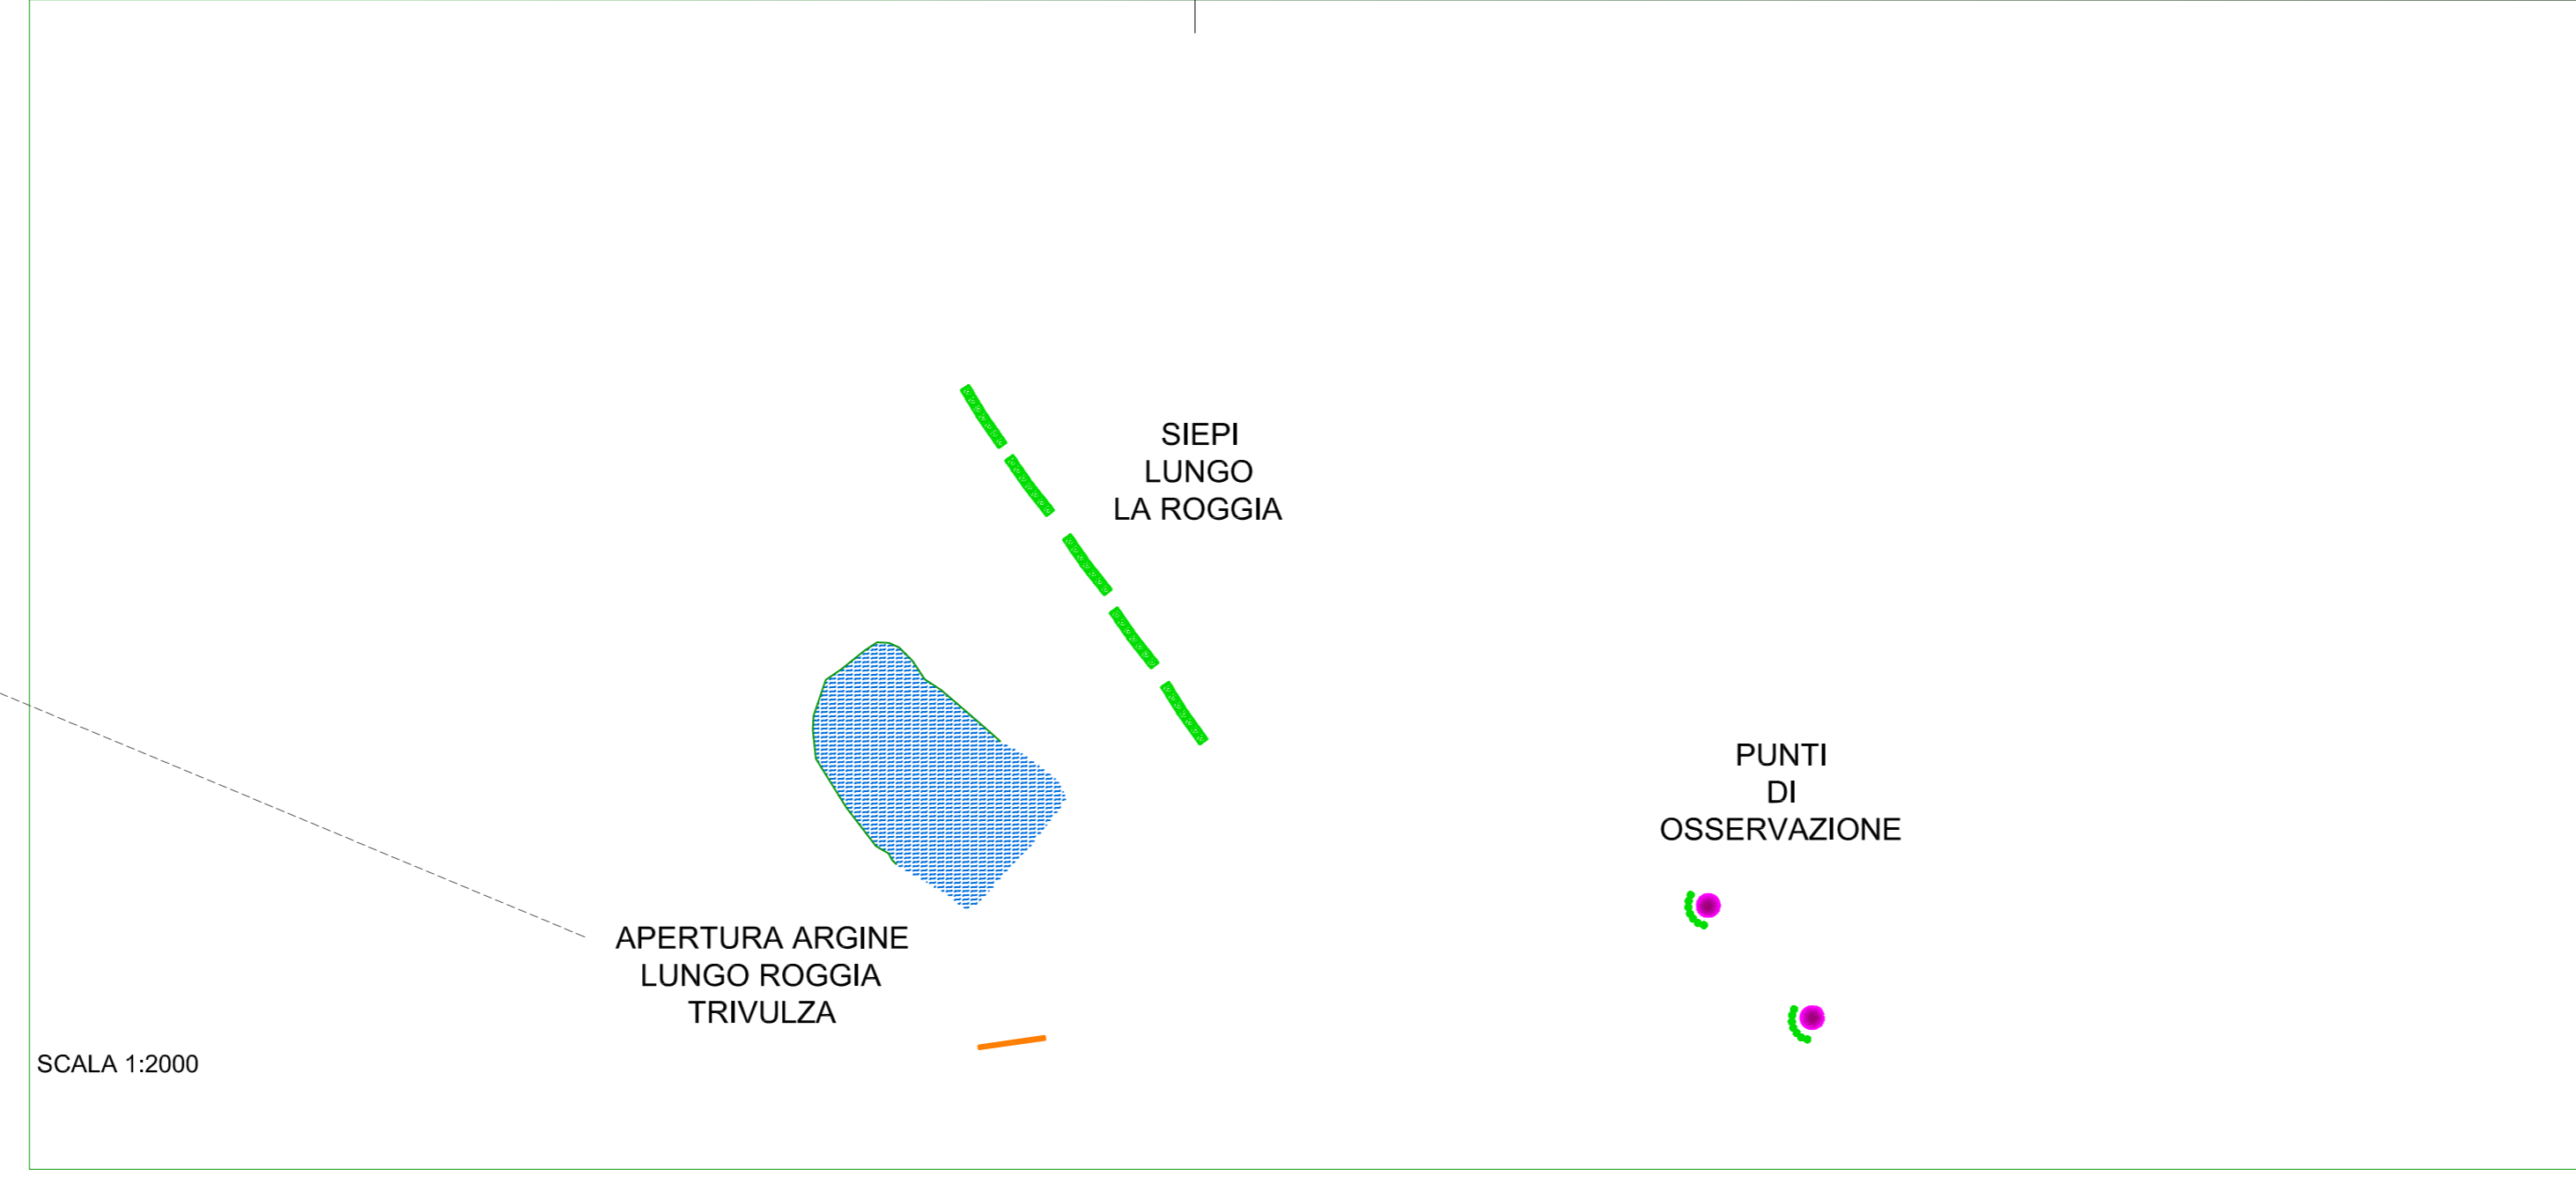 SIEPI
LUNGO
LA ROGGIA
PUNTI
DI
OSSERVAZIONE
APERTURA ARGINE
LUNGO ROGGIA
TRIVULZA
SCALA 1:2000